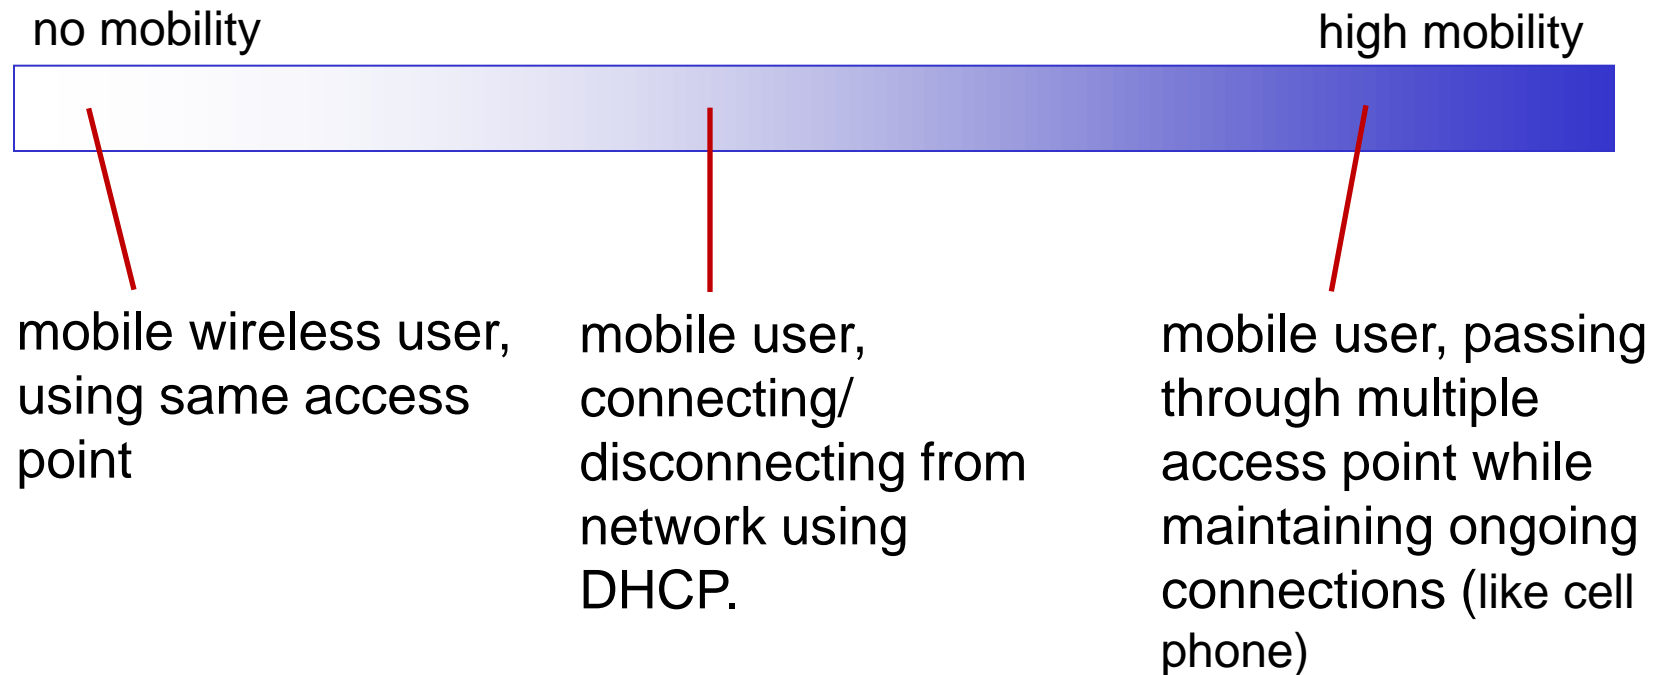 no mobility
high mobility
mobile wireless user,
using same access
point
mobile user,
connecting/
disconnecting from
network using
DHCP.
mobile user, passing
through multiple
access point while
maintaining ongoing
connections (like cell
phone)